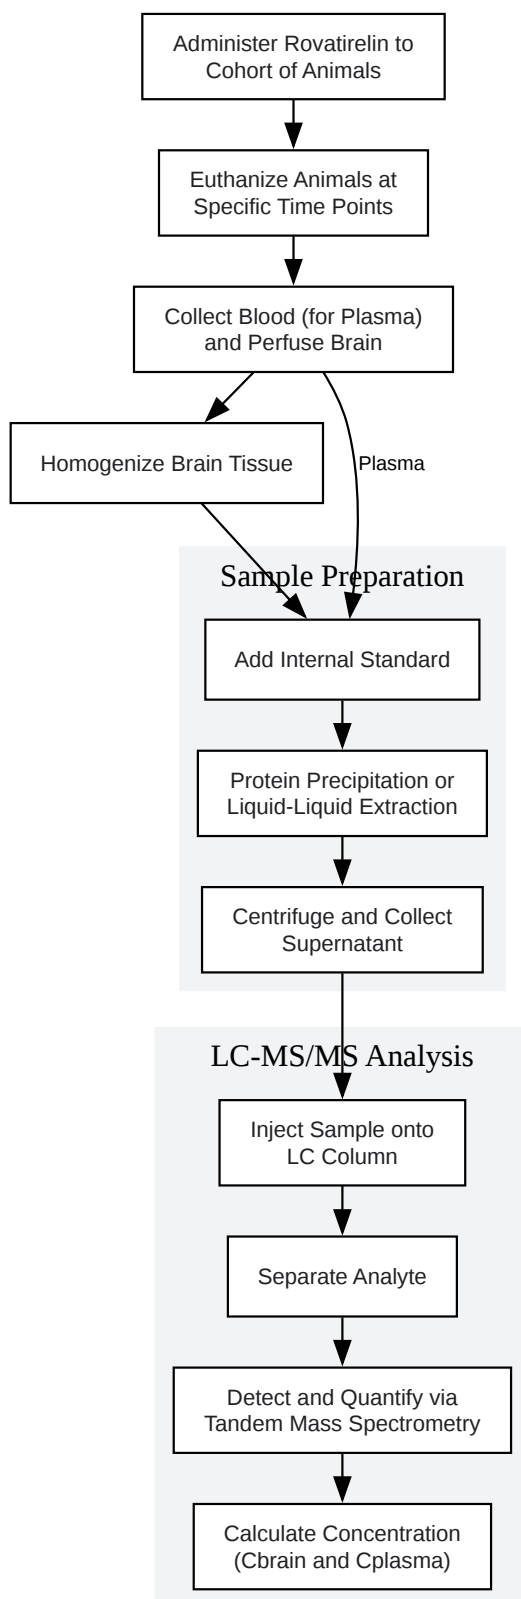 Administer Rovatirelin to
Cohort of Animals
Euthanize Animals at
Specific Time Points
Collect Blood (for Plasma)
and Perfuse Brain
Homogenize Brain Tissue
Plasma
Sample Preparation
Add Internal Standard
Protein Precipitation or
Liquid-Liquid Extraction
Centrifuge and Collect
Supernatant
LC-MS/MS Analysis
Inject Sample onto
LC Column
Separate Analyte
Detect and Quantify via
Tandem Mass Spectrometry
Calculate Concentration
(Cbrain and Cplasma)